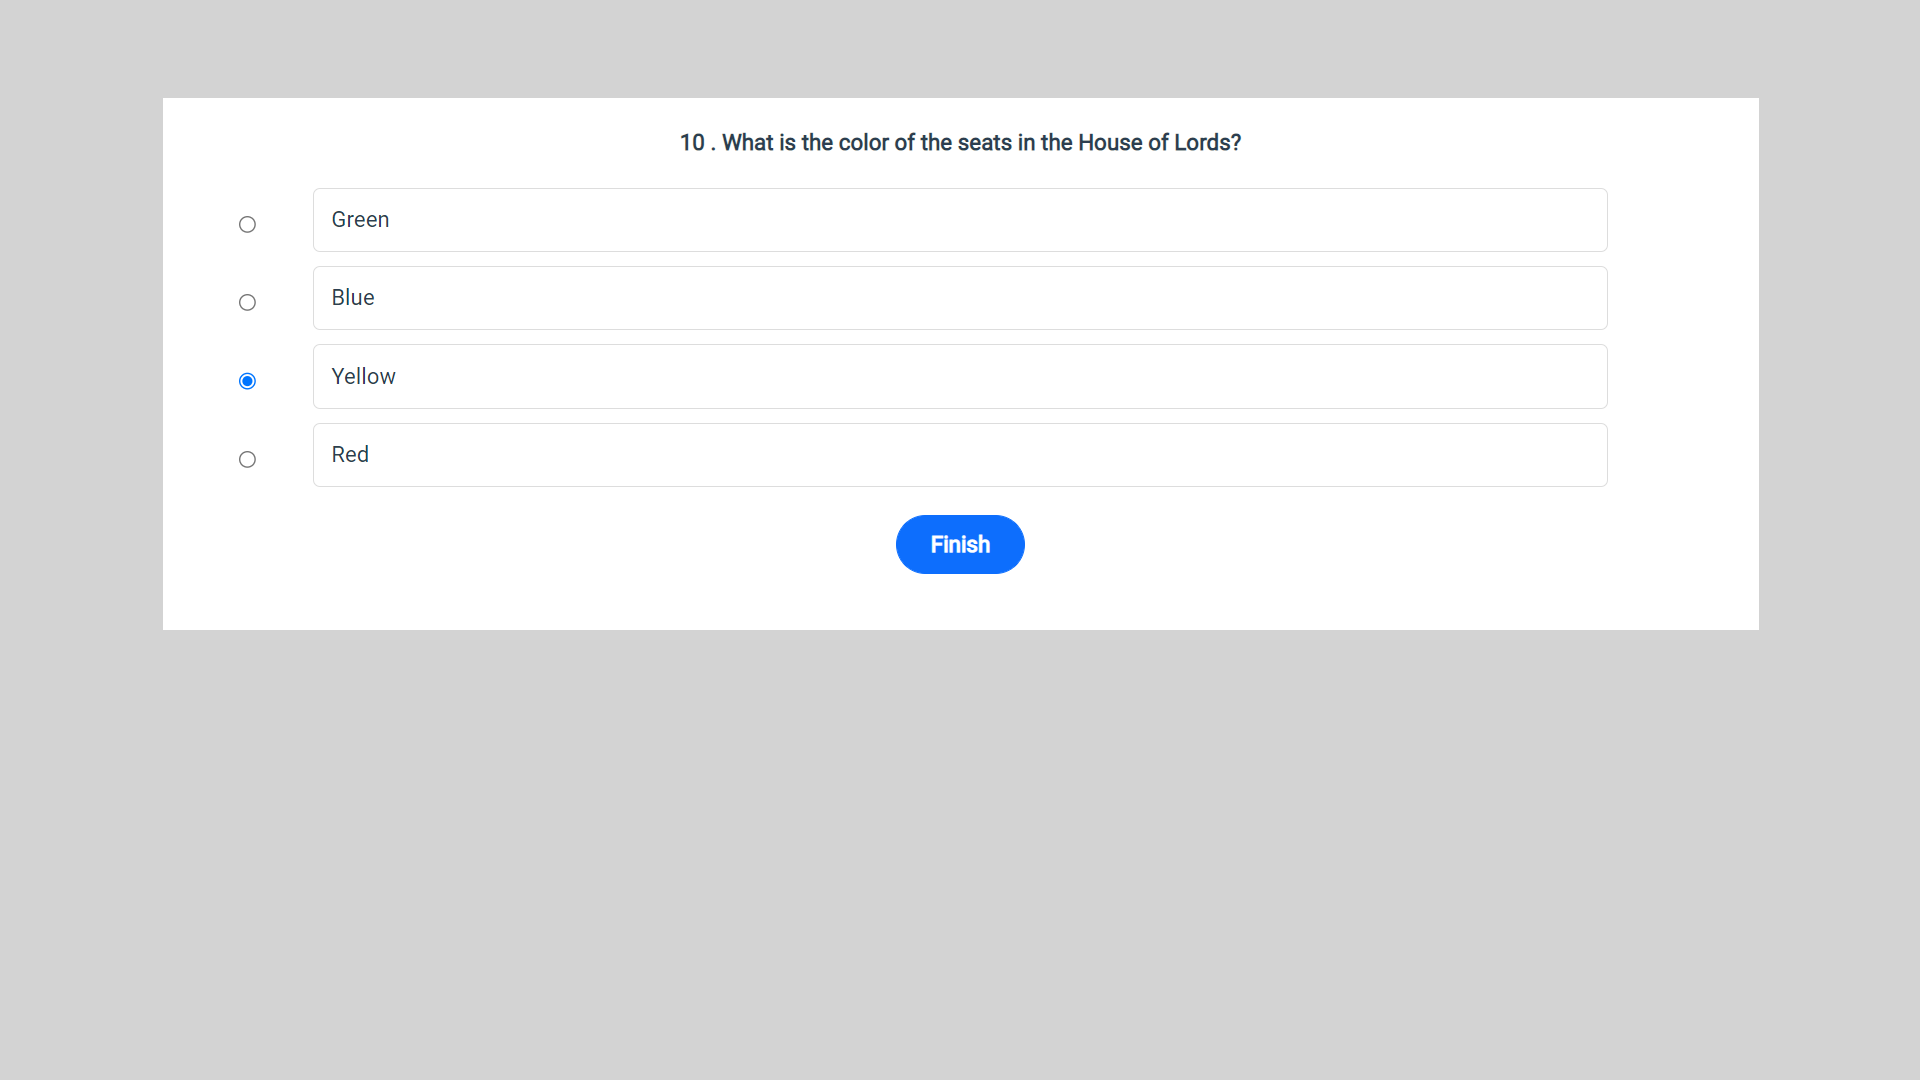 10 . What is the color of the seats in the House of Lords?
Green
Blue
Yellow
Red
Finish